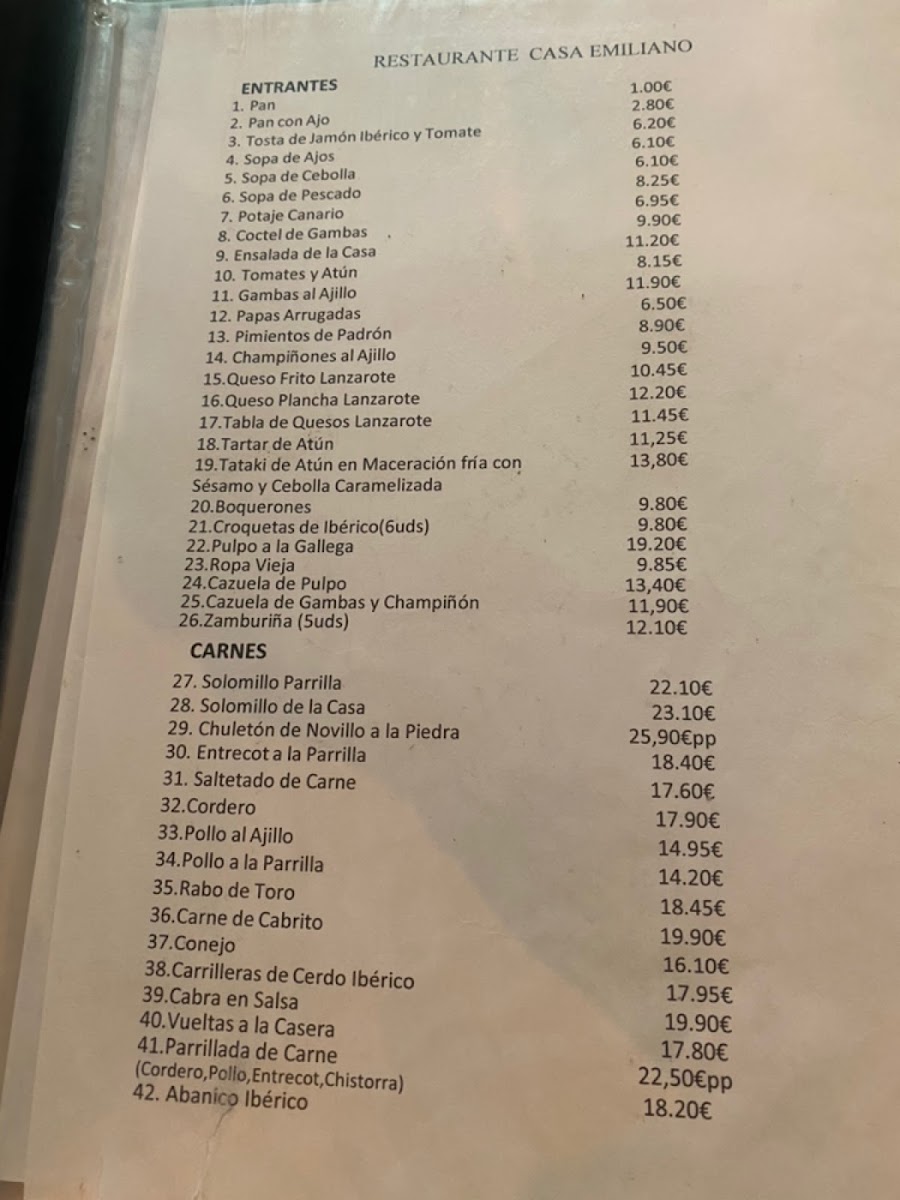 RESTAURANTE CASA EMILIANO
ENTRANTES
1. Pan 1.00€
2. Pan con Ajo 2.80€
3. Tosta de Jamón Ibérico y Tomate 6.20€
4. Sopa de Ajos 6.10€
5. Sopa de Cebolla 6.10€
6. Sopa de Pescado 8.25€
7. Potaje Canario 6.95€
8. Coctel de Gambas 9.90€
9. Ensalada de la Casa 11.20€
10. Tomates y Atún 8.15€
11. Gambas al Ajillo 11.90€
12. Papas Arrugadas 6.50€
13. Pimientos de Padrón 8.90€
14. Champiñones al Ajillo 9.50€
15.Queso Frito Lanzarote 10.45€
16.Queso Plancha Lanzarote 12.20€
17.Tabla de Quesos Lanzarote 11.45€
18.Tartar de Atún 11,25€
19.Tataki de Atún en Maceración fría con 13,80€
Sésamo y Cebolla Caramelizada
20.Boquerones 9.80€
21.Croquetas de Ibérico(6uds) 9.80€
22.Pulpo a la Gallega 19.20€
23.Ropa Vieja 9.85€
24.Cazuela de Pulpo 13,40€
25.Cazuela de Gambas y Champiñón 11,90€
26.Zamburiña (5uds) 12.10€
CARNES
27. Solomillo Parrilla 22.10€
28. Solomillo de la Casa 23.10€
29. Chuletón de Novillo a la Piedra 25,90€pp
30. Entrecot a la Parrilla 18.40€
31. Saltetado de Carne 17.60€
32.Cordero 17.90€
33.Pollo al Ajillo 14.95€
34.Pollo a la Parrilla 14.20€
35.Rabo de Toro 18.45€
36.Carne de Cabrito 19.90€
37.Conejo 16.10€
38.Carrilleras de Cerdo Ibérico 17.95€
39.Cabra en Salsa 19.90€
40.Vueltas a la Casera 17.80€
41.Parrillada de Carne 22,50€pp
(Cordero,Pollo,Entrecot,Chistorra)
42. Abanico Ibérico 18.20€